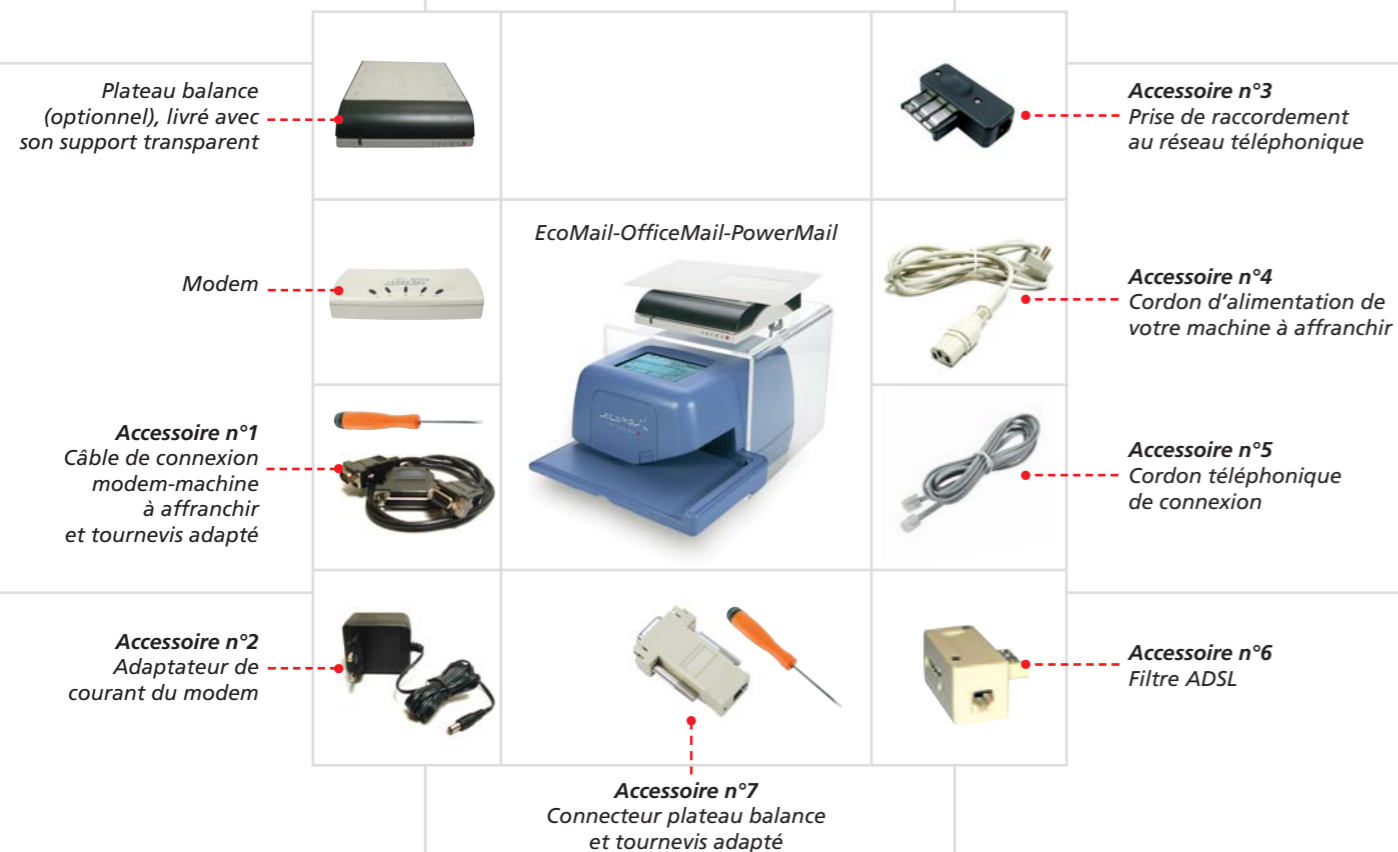 Plateau balance
(optionnel), livré avec
son support transparent
Modem
Accessoire n°1
Câble de connexion
modem-machine
à affranchir
et tournevis adapté
Accessoire n°2
Adaptateur de
courant du modem
EcoMail-OfficeMail-PowerMail
Accessoire n°7
Connecteur plateau balance
et tournevis adapté
Accessoire n°3
Prise de raccordement
au réseau téléphonique
Accessoire n°4
Cordon d’alimentation de
votre machine à affranchir
Accessoire n°5
Cordon téléphonique
de connexion
Accessoire n°6
Filtre ADSL